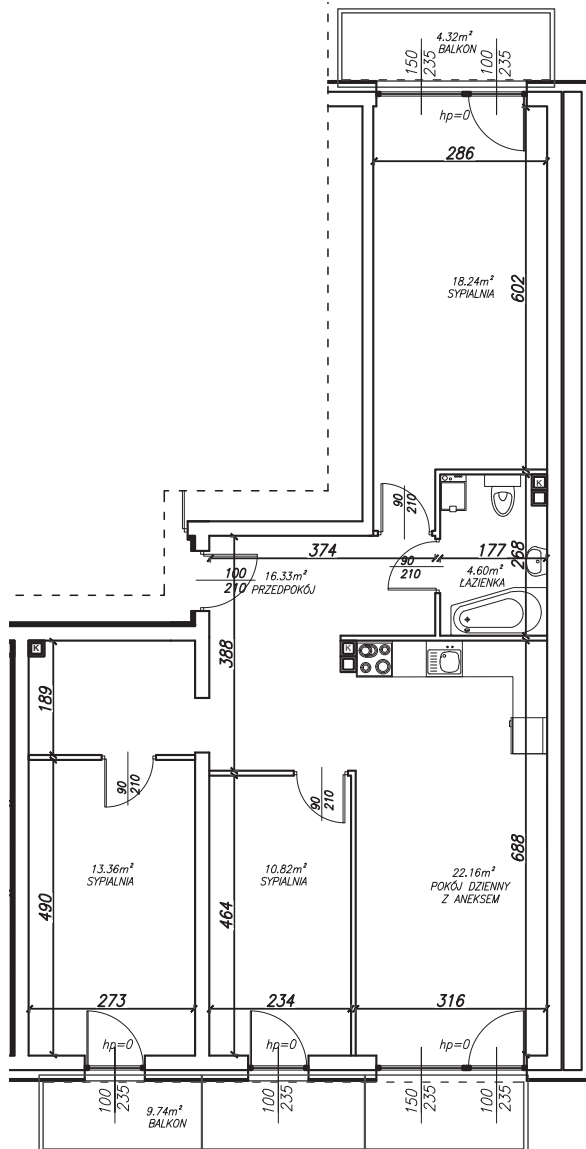 4.32m²
BALKON
150
235
100
235
hp=0
286
18.24m²
SYPIALNIA
602
K
90
210
374
177
268
100
210
16.33m²
PRZEDPOKÓJ
90
210
4.60m²
ŁAZIENKA
K
K
388
189
90
210
90
210
13.36m²
SYPIALNIA
10.82m²
SYPIALNIA
22.16m²
POKÓJ DZIENNY
Z ANEKSEM
688
490
464
273
234
316
hp=0
hp=0
hp=0
9.74m²
BALKON
100
235
100
235
150
235
100
235